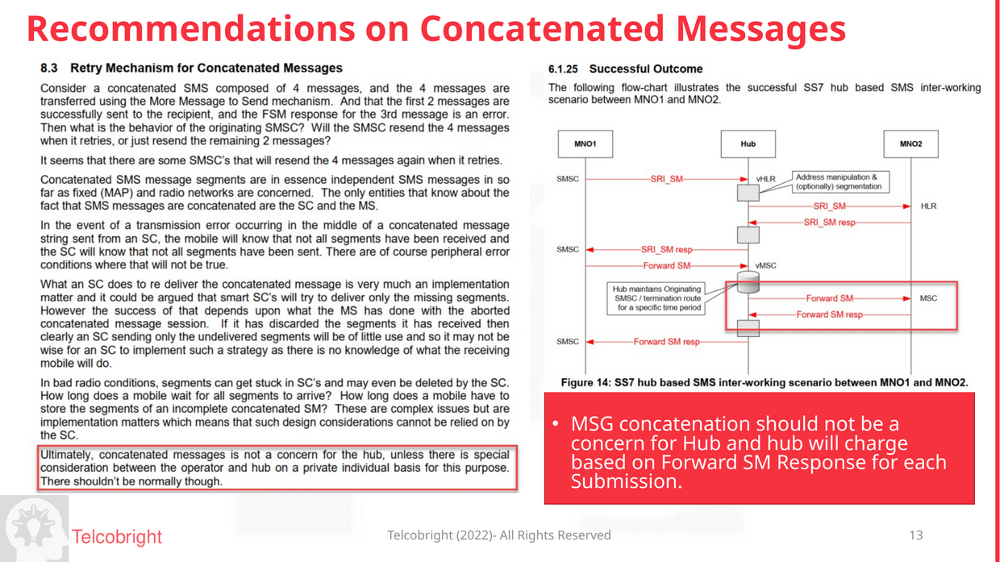 Recommendations on Concatenated Messages
8.3 Retry Mechanism for Concatenated Messages
Consider a concatenated SMS composed of 4 messages, and the 4 messages are
transferred using the More Message to Send mechanism. And that the first 2 messages are
successfully sent to the recipient, and the FSM response for the 3rd message is an error.
Then what is the behavior of the originating SMSC? Will the SMSC resend the 4 messages
when it retries, or just resend the remaining 2 messages?
It seems that there are some SMSC's that will resend the 4 messages again when it retries.
Concatenated SMS message segments are in essence independent SMS messages in so
far as fixed (MAP) and radio networks are concerned. The only entities that know about the
fact that SMS messages are concatenated are the SC and the MS.
In the event of a transmission error occurring in the middle of a concatenated message
string sent from an SC, the mobile will know that not all segments have been received and
the SC will know that not all segments have been sent. There are of course peripheral error
conditions where that will not be true.
What an SC does to re deliver the concatenated message is very much an implementation
matter and it could be argued that smart SC's will try to deliver only the missing segments.
However the success of that depends upon what the MS has done with the aborted
concatenated message session. If it has discarded the segments it has received then
clearly an SC sending only the undelivered segments will be of little use and so it may not be
wise for an SC to implement such a strategy as there is no knowledge of what the receiving
mobile will do.
In bad radio conditions, segments can get stuck in SC's and may even be deleted by the SC.
How long does a mobile wait for all segments to arrive? How long does a mobile have to
store the segments of an incomplete concatenated SM? These are complex issues but are
implementation matters which means that such design considerations cannot be relied on by
the SC.
Ultimately, concatenated messages is not a concern for the hub, unless there is special
consideration between the operator and hub on a private individual basis for this purpose.
There shouldn't be normally though.
6.1.25 Successful Outcome
The following flow-chart illustrates the successful SS7 hub based SMS inter-working
scenario between MNO1 and MNO2.
MNO1 Hub MNO2
SMSC SRI_SM vHLR
Address manipulation &
(optionally) segmentation
SRI_SM HLR
SRI_SM resp
SMSC SRI_SM resp
Forward SM vMSC
Hub maintains Originating
SMSC / termination route
for a specific time period
Forward SM MSC
Forward SM resp
SMSC Forward SM resp
Figure 14: SS7 hub based SMS inter-working scenario between MNO1 and MNO2.
• MSG concatenation should not be a
concern for Hub and hub will charge
based on Forward SM Response for each
Submission.
Telcobright
Telcobright (2022)- All Rights Reserved
13